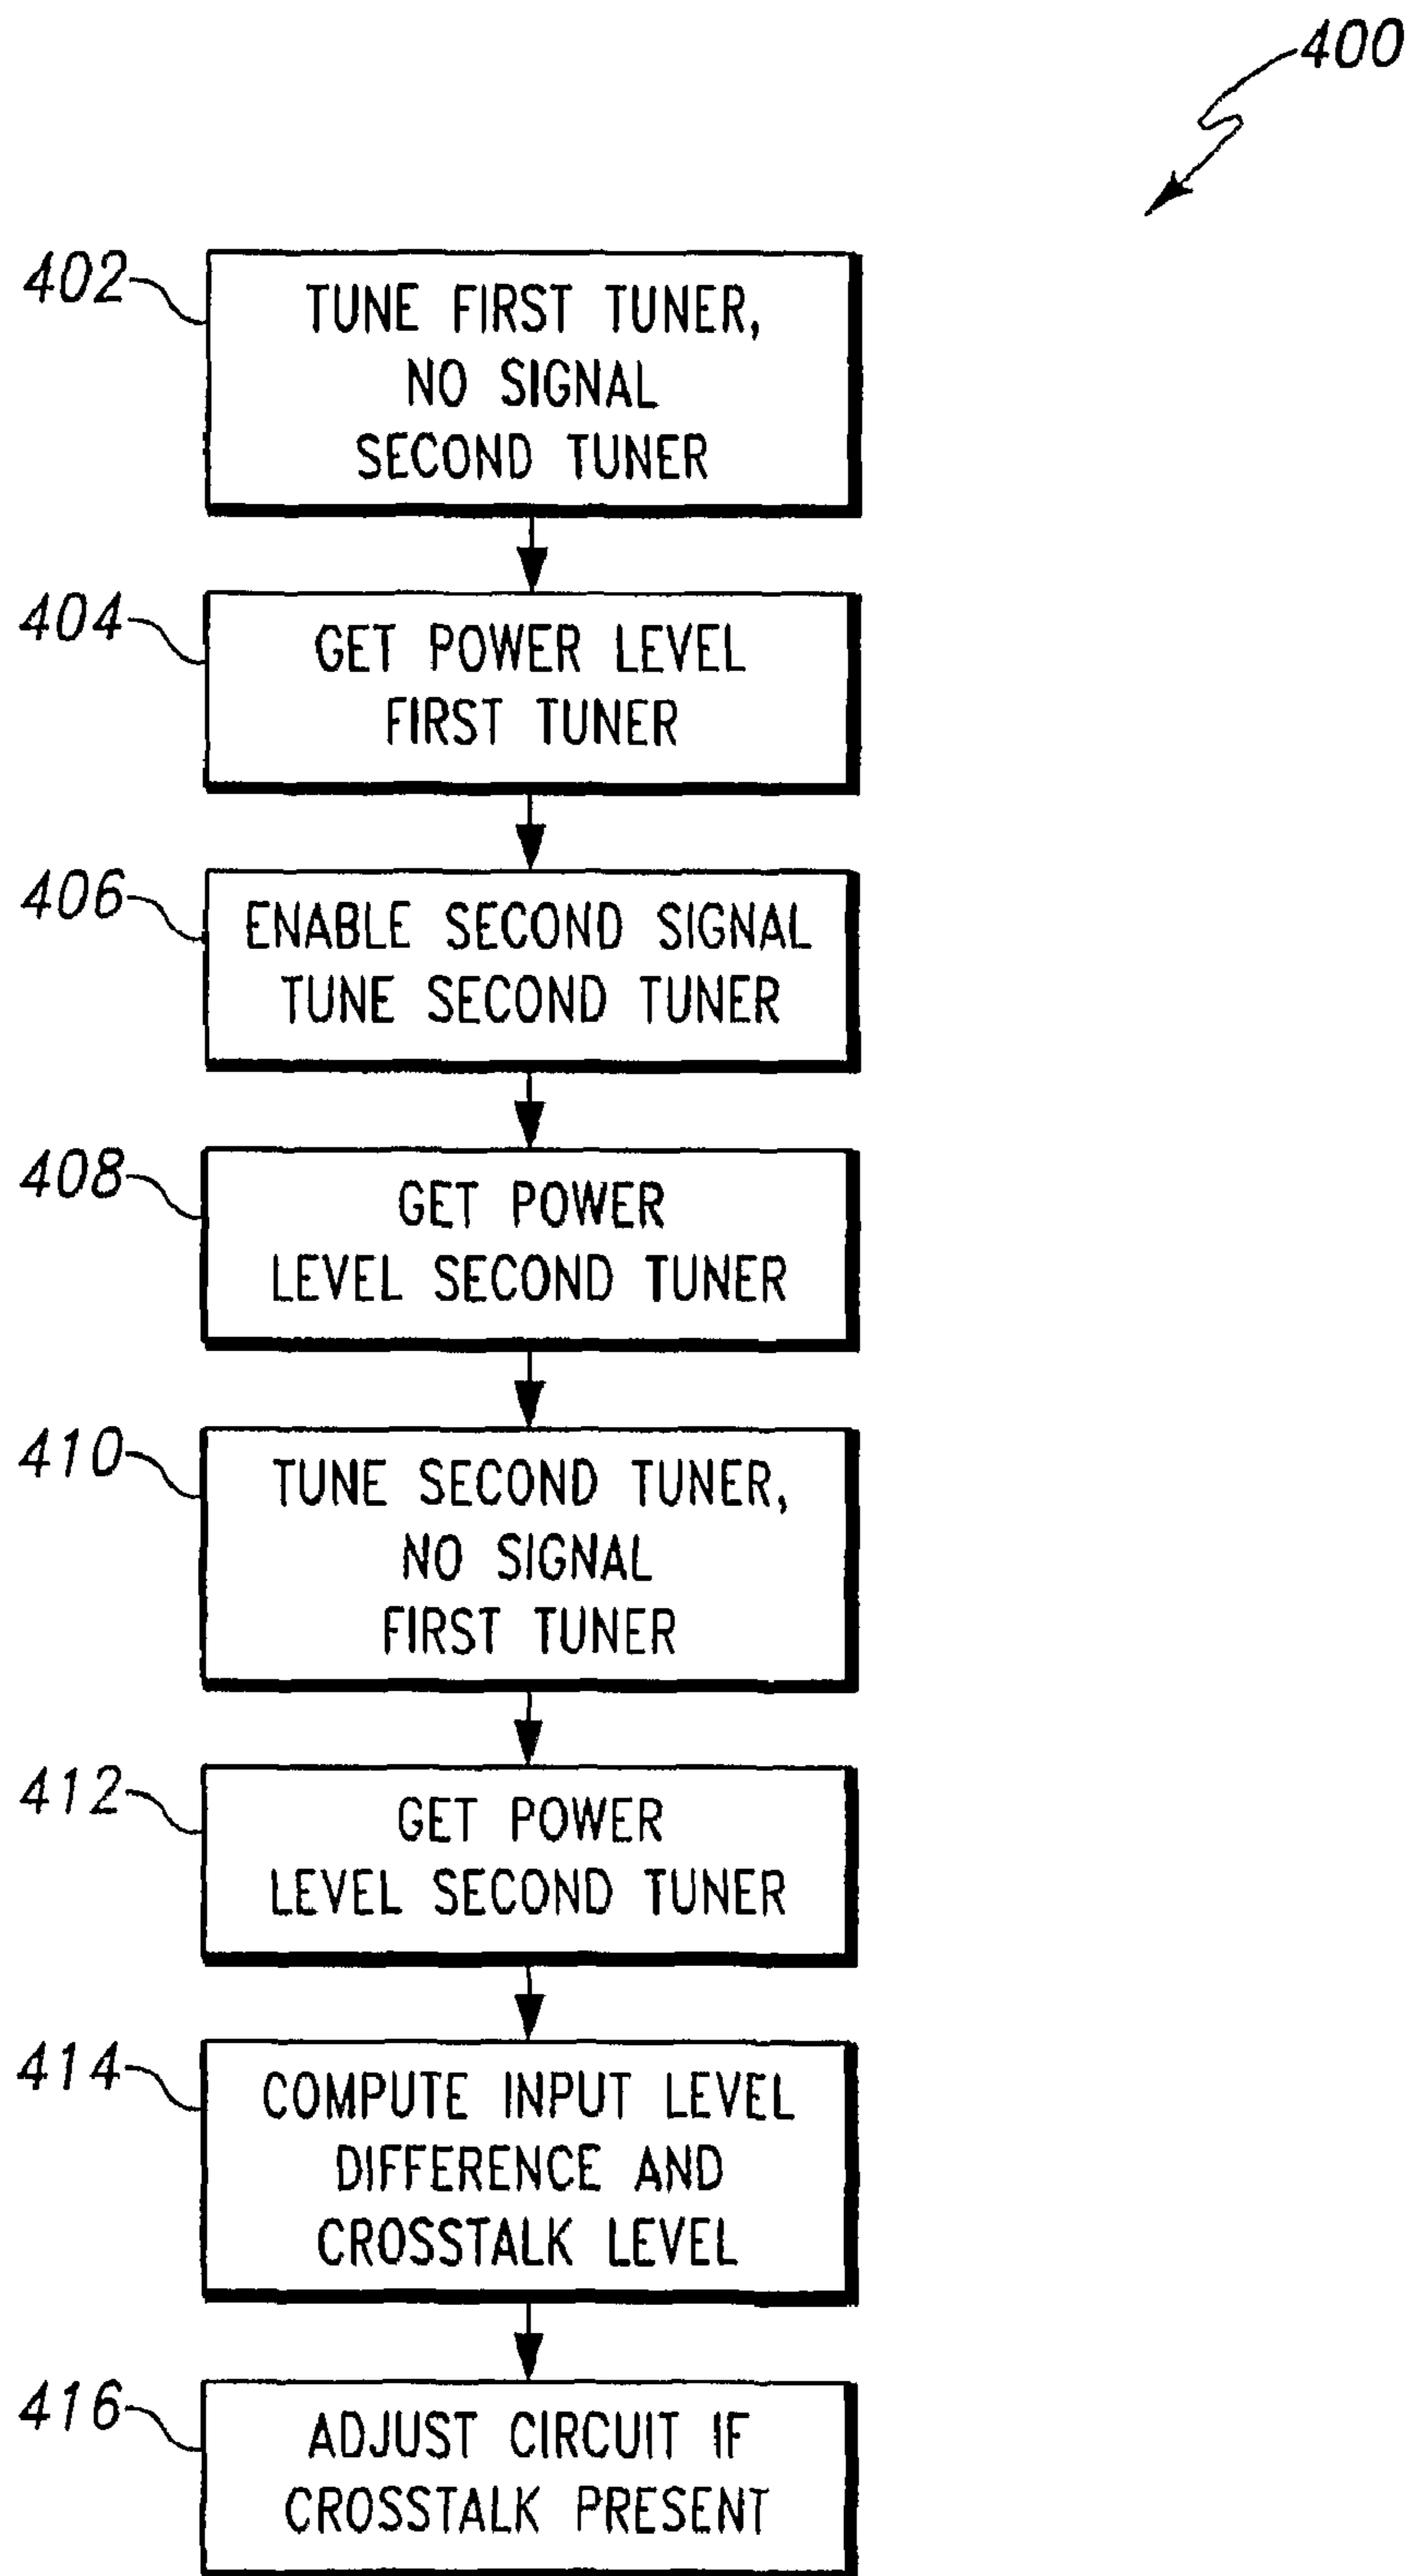 400
402
TUNE FIRST TUNER,
NO SIGNAL
SECOND TUNER
404
GET POWER LEVEL
FIRST TUNER
406
ENABLE SECOND SIGNAL
TUNE SECOND TUNER
408
GET POWER
LEVEL SECOND TUNER
410
TUNE SECOND TUNER,
NO SIGNAL
FIRST TUNER
412
GET POWER
LEVEL SECOND TUNER
414
COMPUTE INPUT LEVEL
DIFFERENCE AND
CROSSTALK LEVEL
416
ADJUST CIRCUIT IF
CROSSTALK PRESENT